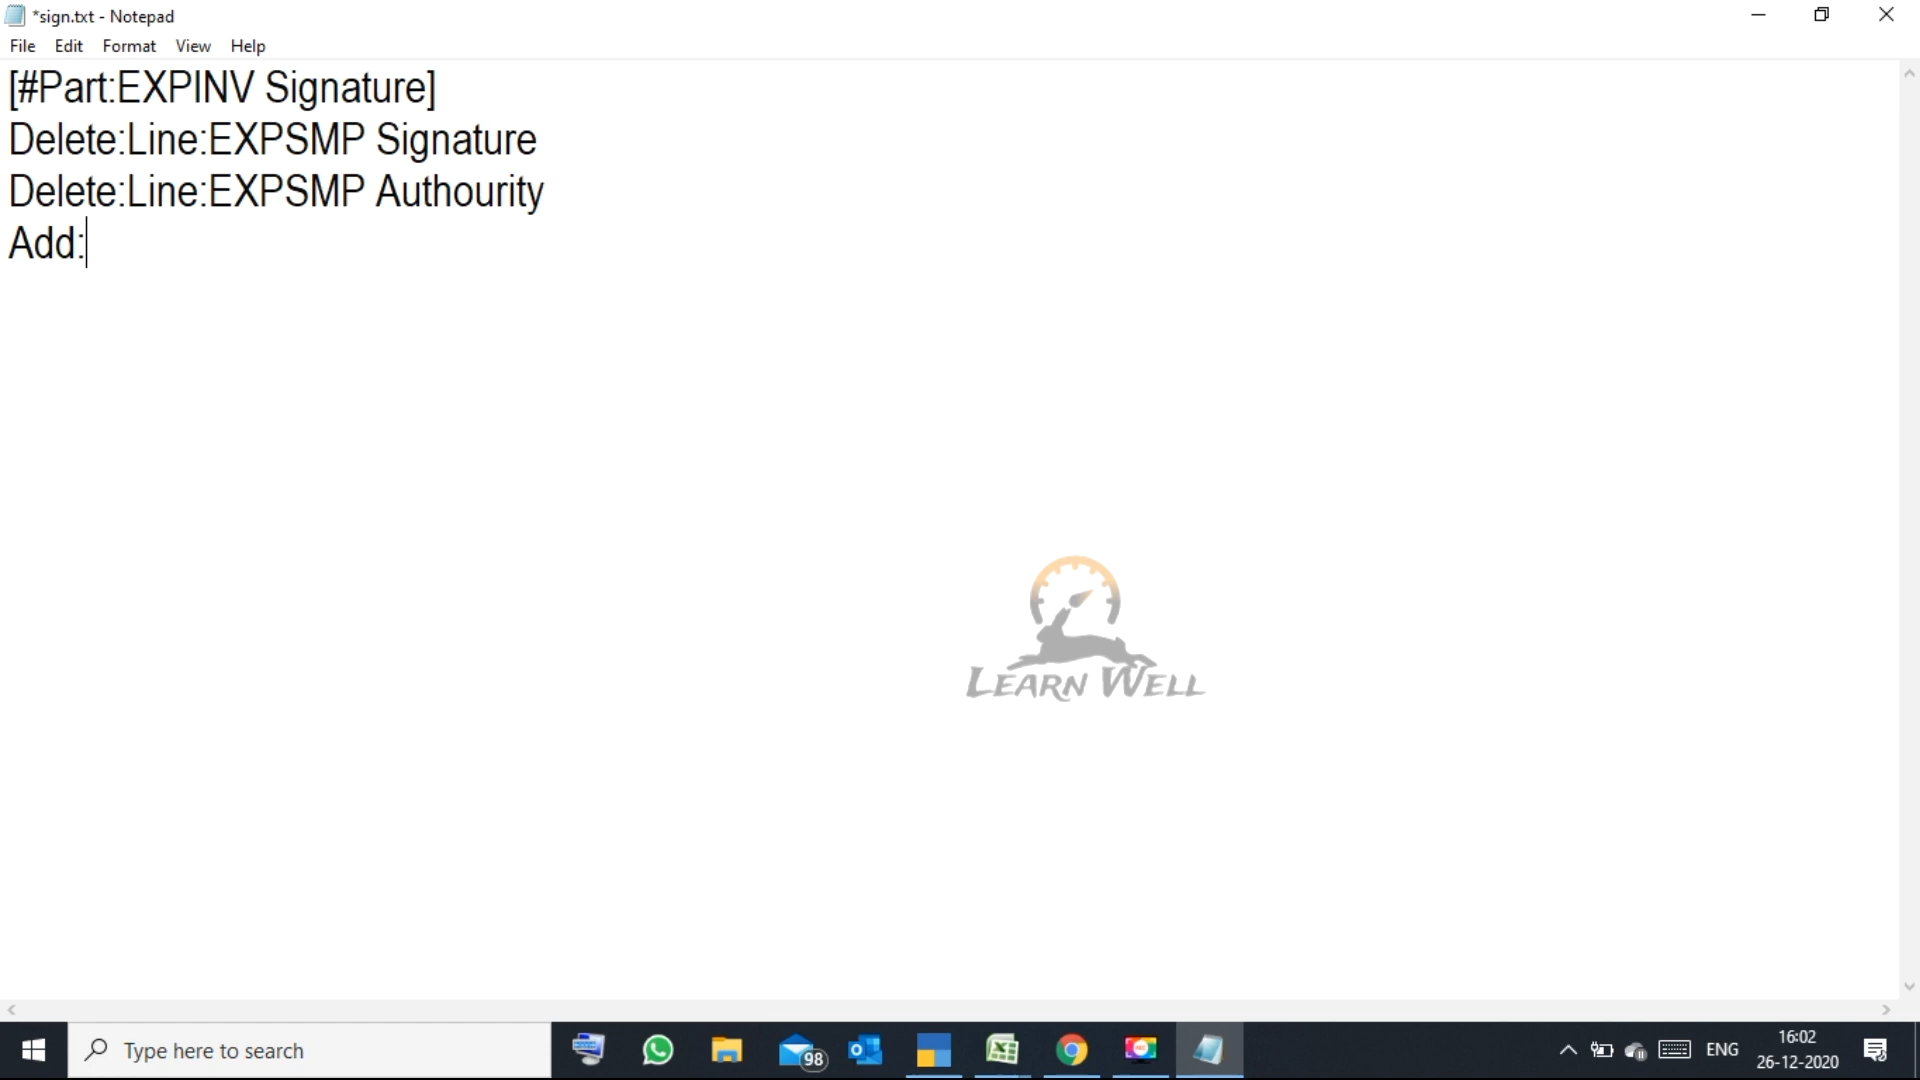 *sign.txt - Notepad
File Edit Format View Help
[#Part:EXPINV Signature]
Delete:Line:EXPSMP Signature
Delete:Line:EXPSMP Authourity
Add:
LEARN WELL
Type here to search
98
ENG
16:02
26-12-2020